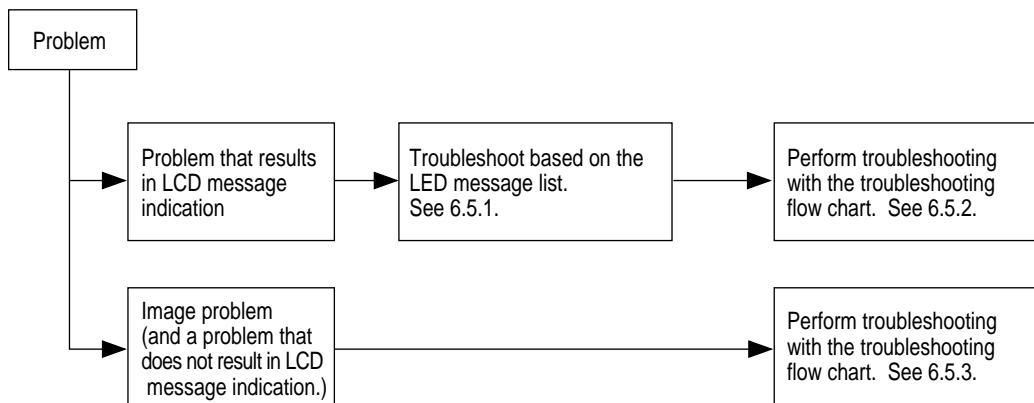 Problem
Problem that results
in LCD message
indication
Troubleshoot based on the
LED message list.
See 6.5.1.
Perform troubleshooting
with the troubleshooting
flow chart.  See 6.5.2.
Image problem
(and a problem that
does not result in LCD
message indication.)
Perform troubleshooting
with the troubleshooting
flow chart.  See 6.5.3.